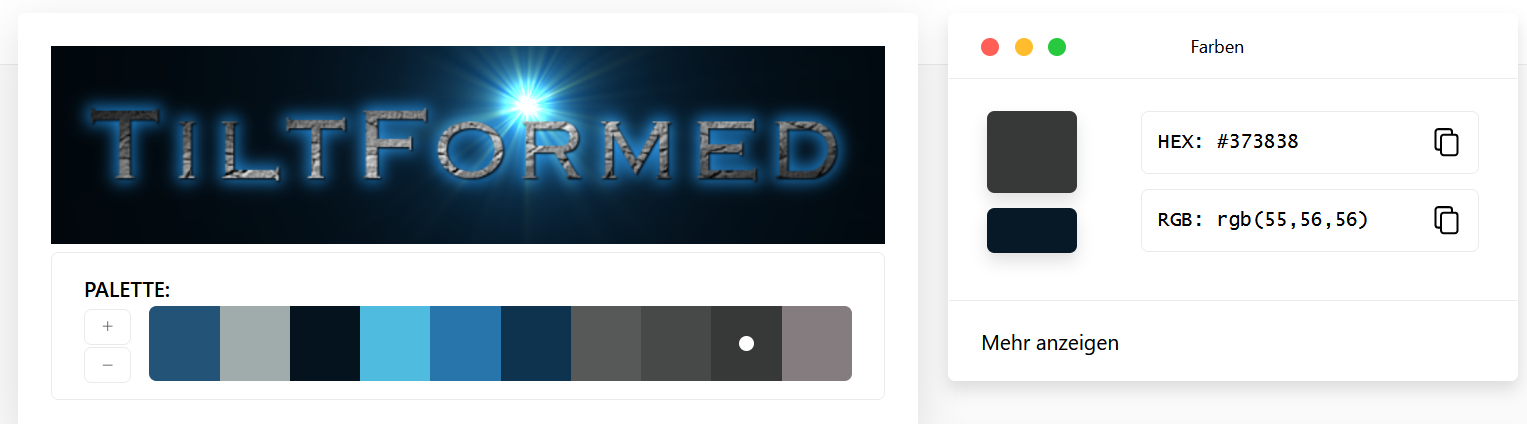 TILTFORMED
PALETTE:
+
−
Farben
HEX: #373838
RGB: rgb(55,56,56)
Mehr anzeigen